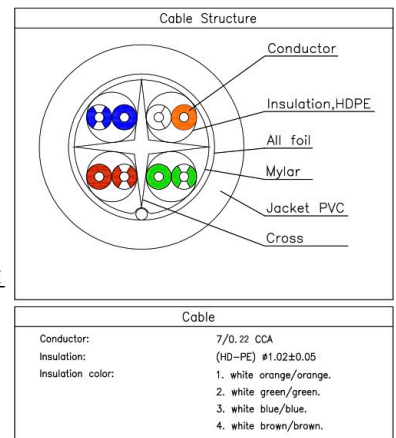 Cable Structure
Conductor
Insulation,HDPE
All foil
Mylar
Jacket PVC
Cross
Cable
Conductor: 7/0.22 CCA
Insulation: (HD-PE) ø1.02±0.05
Insulation color: 1. white orange/orange.
2. white green/green.
3. white blue/blue.
4. white brown/brown.